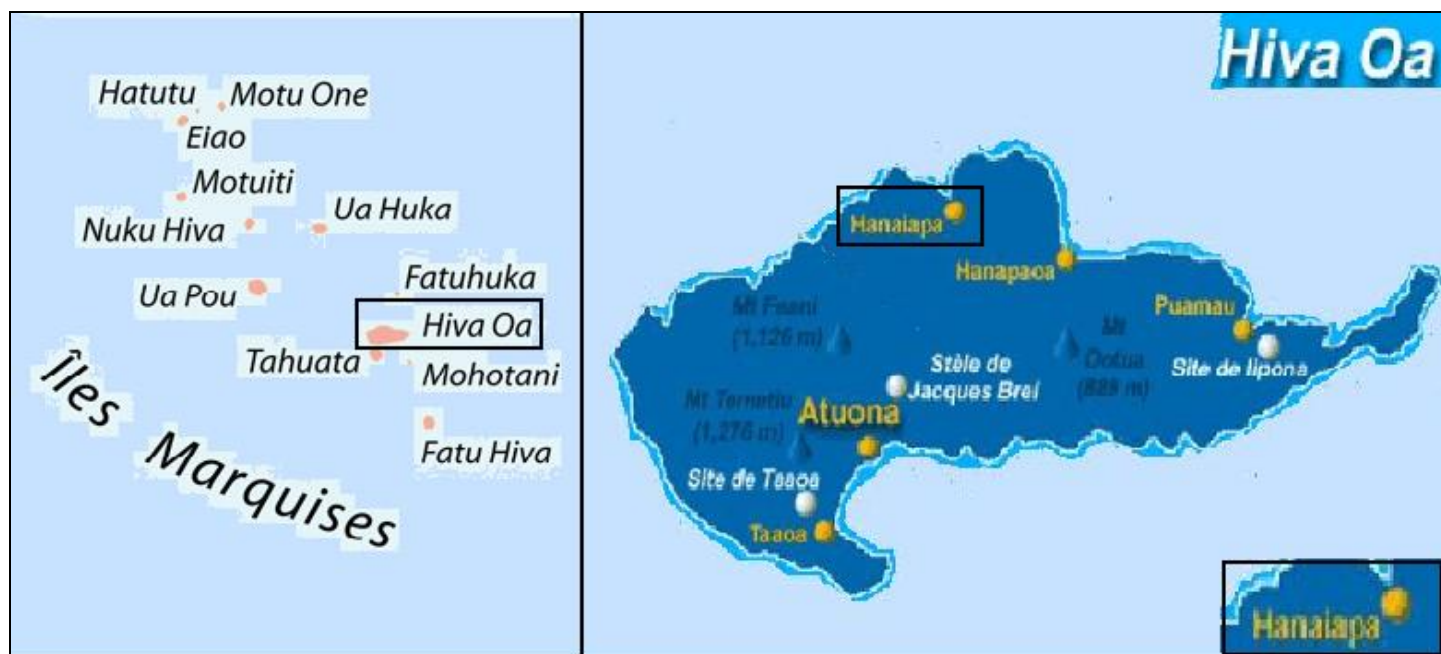 Hatutu
Motu One
Eiao
Motuiti
Nuku Hiva
Ua Huka
Ua Pou
Fatuhuka
Hiva Oa
Tahuata
Mohotani
Fatu Hiva
Îles Marquises
Hiva Oa
Hanaiapa
Hanapaoa
Puamau
Mt Feani
(1,126 m)
Mt
Ootua
(889 m)
Stèle de
Jacques Brel
Site de Iipona
Mt Temetiu
(1,276 m)
Atuona
Site de Taaoa
Taaoa
Hanaiapa